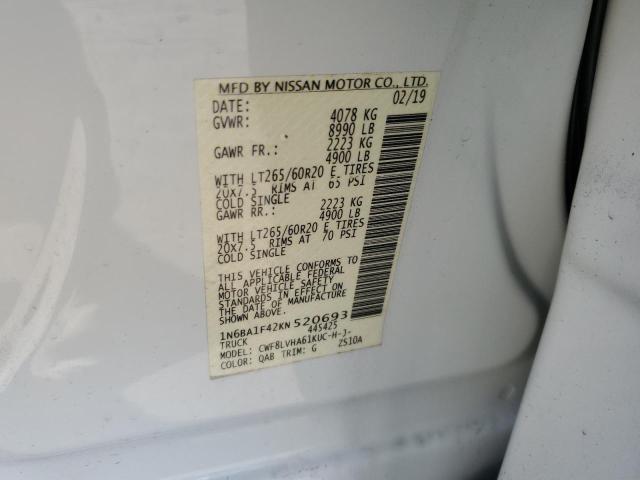 MFD BY NISSAN MOTOR CO., LTD.
DATE: 02/19
GVWR: 4078 KG
8990 LB
GAWR FR.: 2223 KG
4900 LB
WITH LT265/60R20 E TIRES
20X7.5 RIMS AT 65 PSI
COLD SINGLE
GAWR RR.: 2223 KG
4900 LB
WITH LT265/60R20 E TIRES
20X7.5 RIMS AT 70 PSI
COLD SINGLE
THIS VEHICLE CONFORMS TO
ALL APPLICABLE FEDERAL
MOTOR VEHICLE SAFETY
STANDARDS IN EFFECT ON
THE DATE OF MANUFACTURE
SHOWN ABOVE.
1N6BA1F42KN520693
TRUCK 445425
MODEL: CWF8LVHA61KUC-H-J-
COLOR: QAB TRIM: G ZS10A